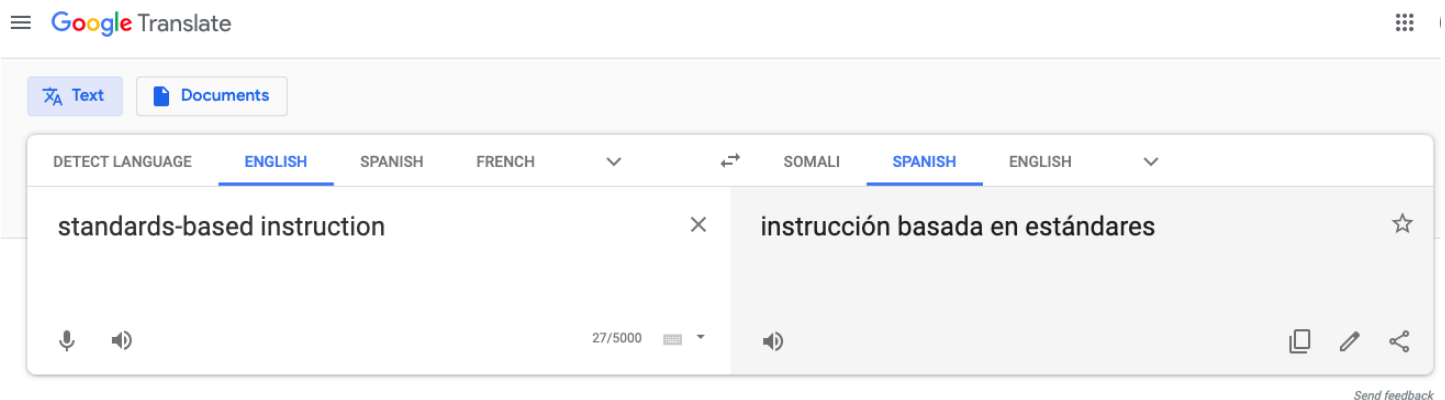 Google Translate
Text Documents
DETECT LANGUAGE ENGLISH SPANISH FRENCH SOMALI SPANISH ENGLISH
standards-based instruction
instrucción basada en estándares
27/5000
Send feedback